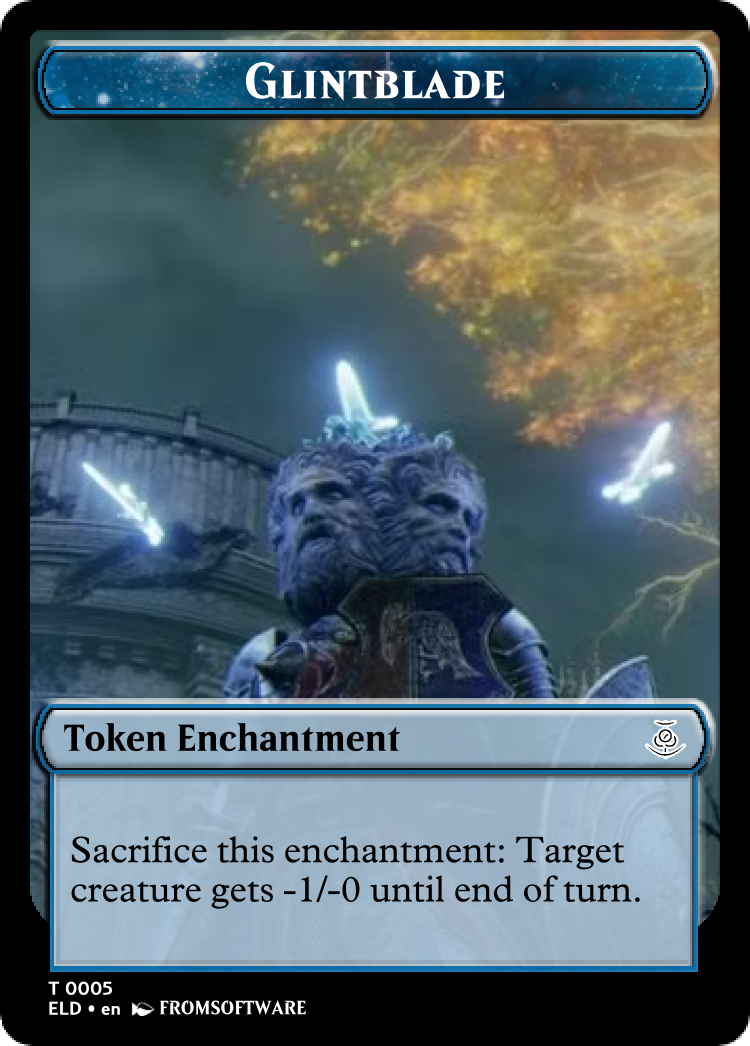 Glintblade
Token Enchantment
Sacrifice this enchantment: Target
creature gets -1/-0 until end of turn.
T 0005
ELD • en FROMSOFTWARE